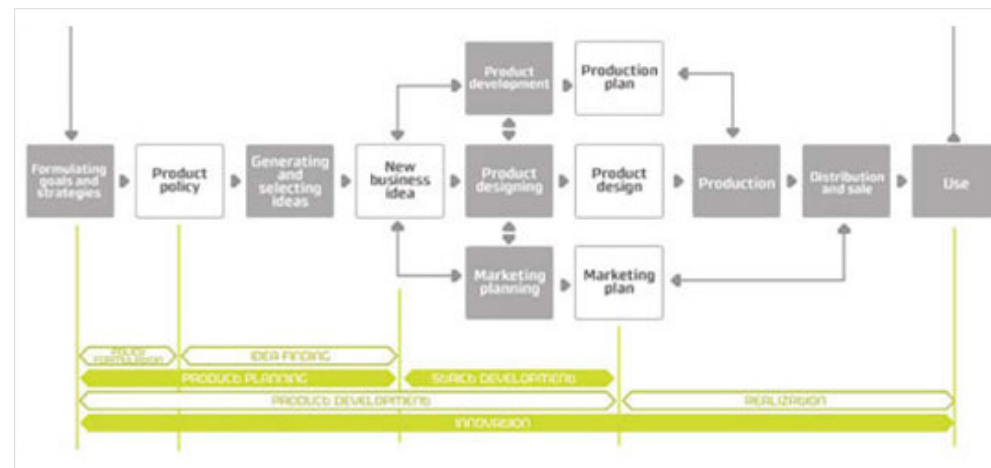 Product
development
Production
plan
Formulating
goals and
strategies
Product
policy
Generating
and
selecting
ideas
New
business
idea
Product
designing
Product
design
Production
Distribution
and sale
Use
Marketing
planning
Marketing
plan
POLICY
FORMULATION
IDEA FINDING
PRODUCT PLANNING
STRICT DEVELOPMENT
PRODUCT DEVELOPMENT
REALIZATION
INNOVATION